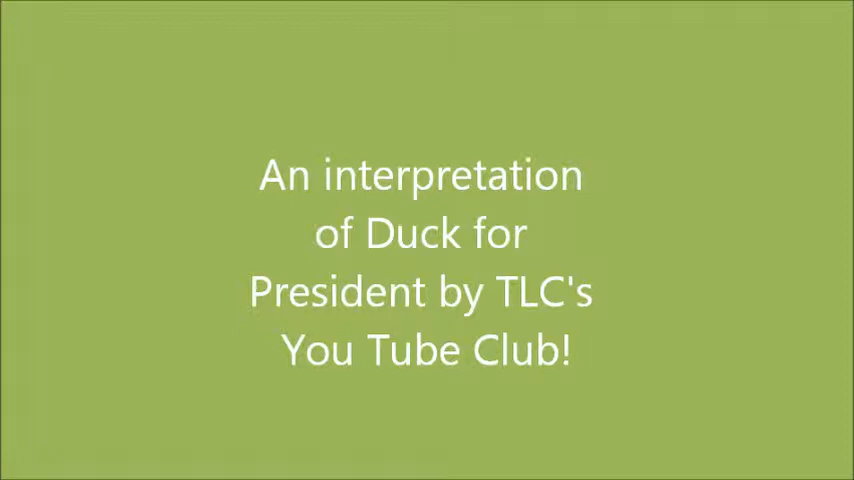 An interpretation
of Duck for
President by TLC's
You Tube Club!